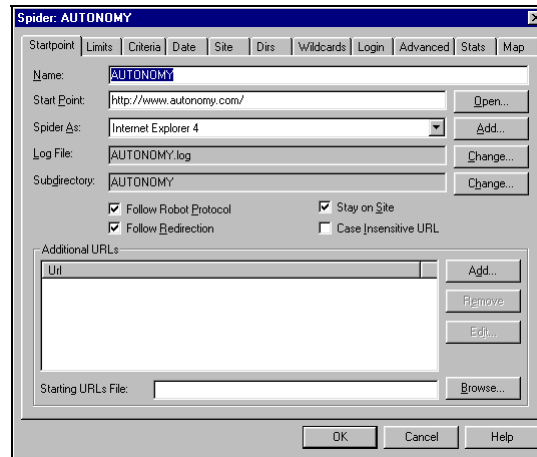 Spider: AUTONOMY
Startpoint Limits Criteria Date Site Dirs Wildcards Login Advanced Stats Map
Name: AUTONOMY
Start Point: http://www.autonomy.com/ Open...
Spider As: Internet Explorer 4 Add...
Log File: AUTONOMY.log Change...
Subdirectory: AUTONOMY Change...
Follow Robot Protocol Stay on Site
Follow Redirection Case Insensitive URL
Additional URLs
Url Add...
Remove
Edit...
Starting URLs File: Browse...
OK Cancel Help